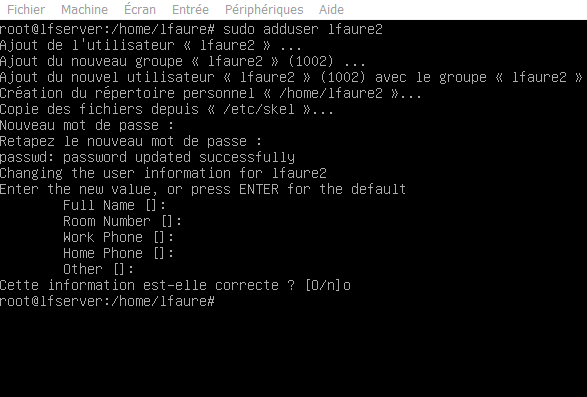 Fichier Machine Écran Entrée Périphériques Aide
root@lfserver:/home/lfaure# sudo adduser lfaure2
Ajout de l'utilisateur « lfaure2 » ...
Ajout du nouveau groupe « lfaure2 » (1002) ...
Ajout du nouvel utilisateur « lfaure2 » (1002) avec le groupe « lfaure2 »
Création du répertoire personnel « /home/lfaure2 »...
Copie des fichiers depuis « /etc/skel »...
Nouveau mot de passe :
Retapez le nouveau mot de passe :
passwd: password updated successfully
Changing the user information for lfaure2
Enter the new value, or press ENTER for the default
Full Name []:
Room Number []:
Work Phone []:
Home Phone []:
Other []:
Cette information est-elle correcte ? [O/n]o
root@lfserver:/home/lfaure#